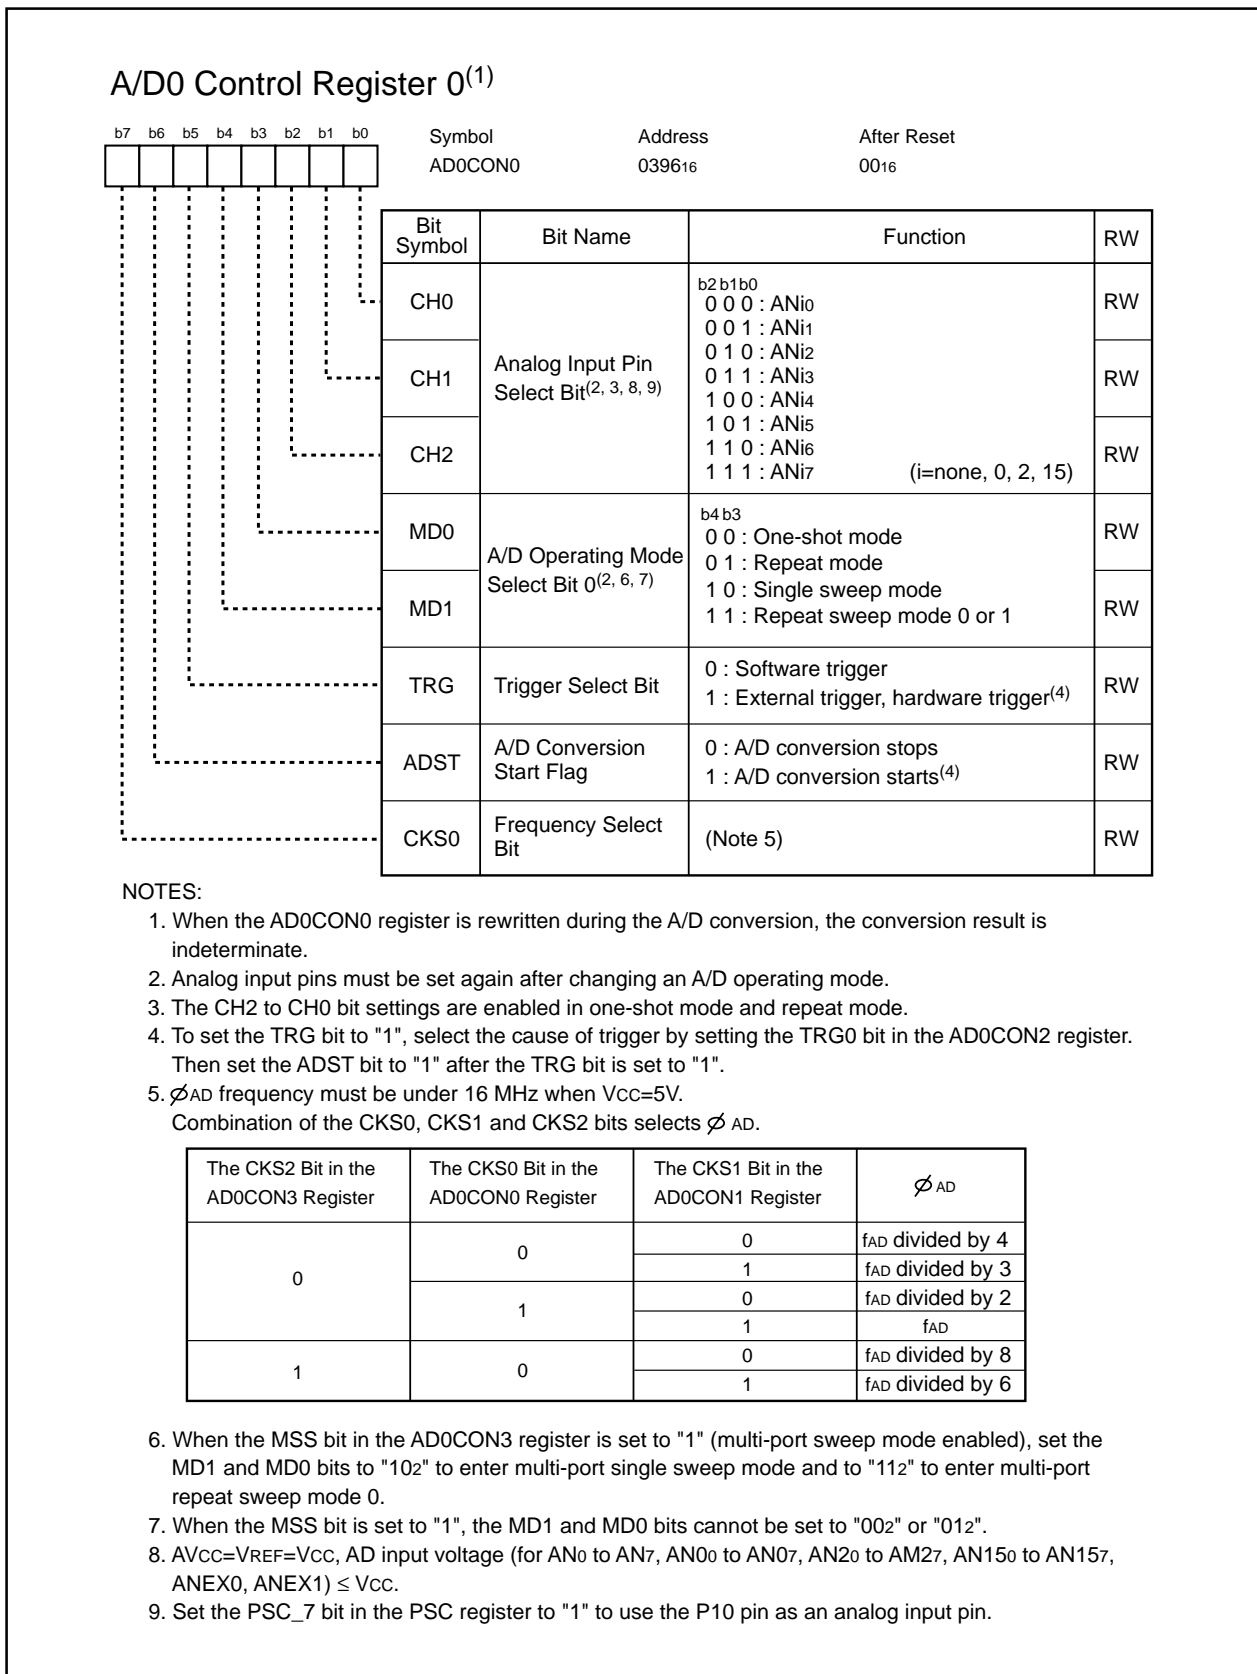 A/D0 Control Register 0(1)
b7 b6 b5 b4 b3 b2 b1 b0
Symbol Address After Reset
AD0CON0 039616 0016
Bit Symbol Bit Name Function RW
b2 b1 b0
CH0 0 0 0 : ANi0 RW
0 0 1 : ANi1
0 1 0 : ANi2
CH1 Analog Input Pin 0 1 1 : ANi3 RW
Select Bit(2, 3, 8, 9) 1 0 0 : ANi4
1 0 1 : ANi5
CH2 1 1 0 : ANi6 RW
1 1 1 : ANi7 (i=none, 0, 2, 15)
b4 b3
MD0 0 0 : One-shot mode RW
A/D Operating Mode 0 1 : Repeat mode
Select Bit 0(2, 6, 7) 1 0 : Single sweep mode
MD1 1 1 : Repeat sweep mode 0 or 1 RW
0 : Software trigger
TRG Trigger Select Bit RW
1 : External trigger, hardware trigger(4)
A/D Conversion 0 : A/D conversion stops
ADST RW
Start Flag 1 : A/D conversion starts(4)
Frequency Select
CKS0 (Note 5) RW
Bit
NOTES:
1. When the AD0CON0 register is rewritten during the A/D conversion, the conversion result is
indeterminate.
2. Analog input pins must be set again after changing an A/D operating mode.
3. The CH2 to CH0 bit settings are enabled in one-shot mode and repeat mode.
4. To set the TRG bit to "1", select the cause of trigger by setting the TRG0 bit in the AD0CON2 register.
Then set the ADST bit to "1" after the TRG bit is set to "1".
5. ØAD frequency must be under 16 MHz when VCC=5V.
Combination of the CKS0, CKS1 and CKS2 bits selects Ø AD.
The CKS2 Bit in the The CKS0 Bit in the The CKS1 Bit in the Ø AD
AD0CON3 Register AD0CON0 Register AD0CON1 Register
0 0 0 fAD divided by 4
1 fAD divided by 3
1 0 fAD divided by 2
1 fAD
1 0 0 fAD divided by 8
1 fAD divided by 6
6. When the MSS bit in the AD0CON3 register is set to "1" (multi-port sweep mode enabled), set the
MD1 and MD0 bits to "102" to enter multi-port single sweep mode and to "112" to enter multi-port
repeat sweep mode 0.
7. When the MSS bit is set to "1", the MD1 and MD0 bits cannot be set to "002" or "012".
8. AVCC=VREF=VCC, AD input voltage (for AN0 to AN7, AN00 to AN07, AN20 to AM27, AN150 to AN157,
ANEX0, ANEX1) ≤ VCC.
9. Set the PSC_7 bit in the PSC register to "1" to use the P10 pin as an analog input pin.